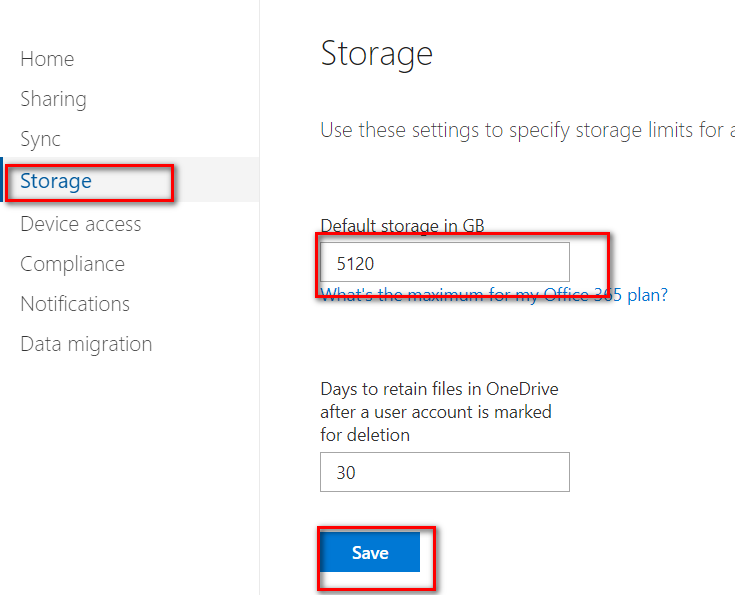 Home
Sharing
Sync
Storage
Device access
Compliance
Notifications
Data migration
Storage
Use these settings to specify storage limits for a
Default storage in GB
5120
What's the maximum for my Office 365 plan?
Days to retain files in OneDrive
after a user account is marked
for deletion
30
Save